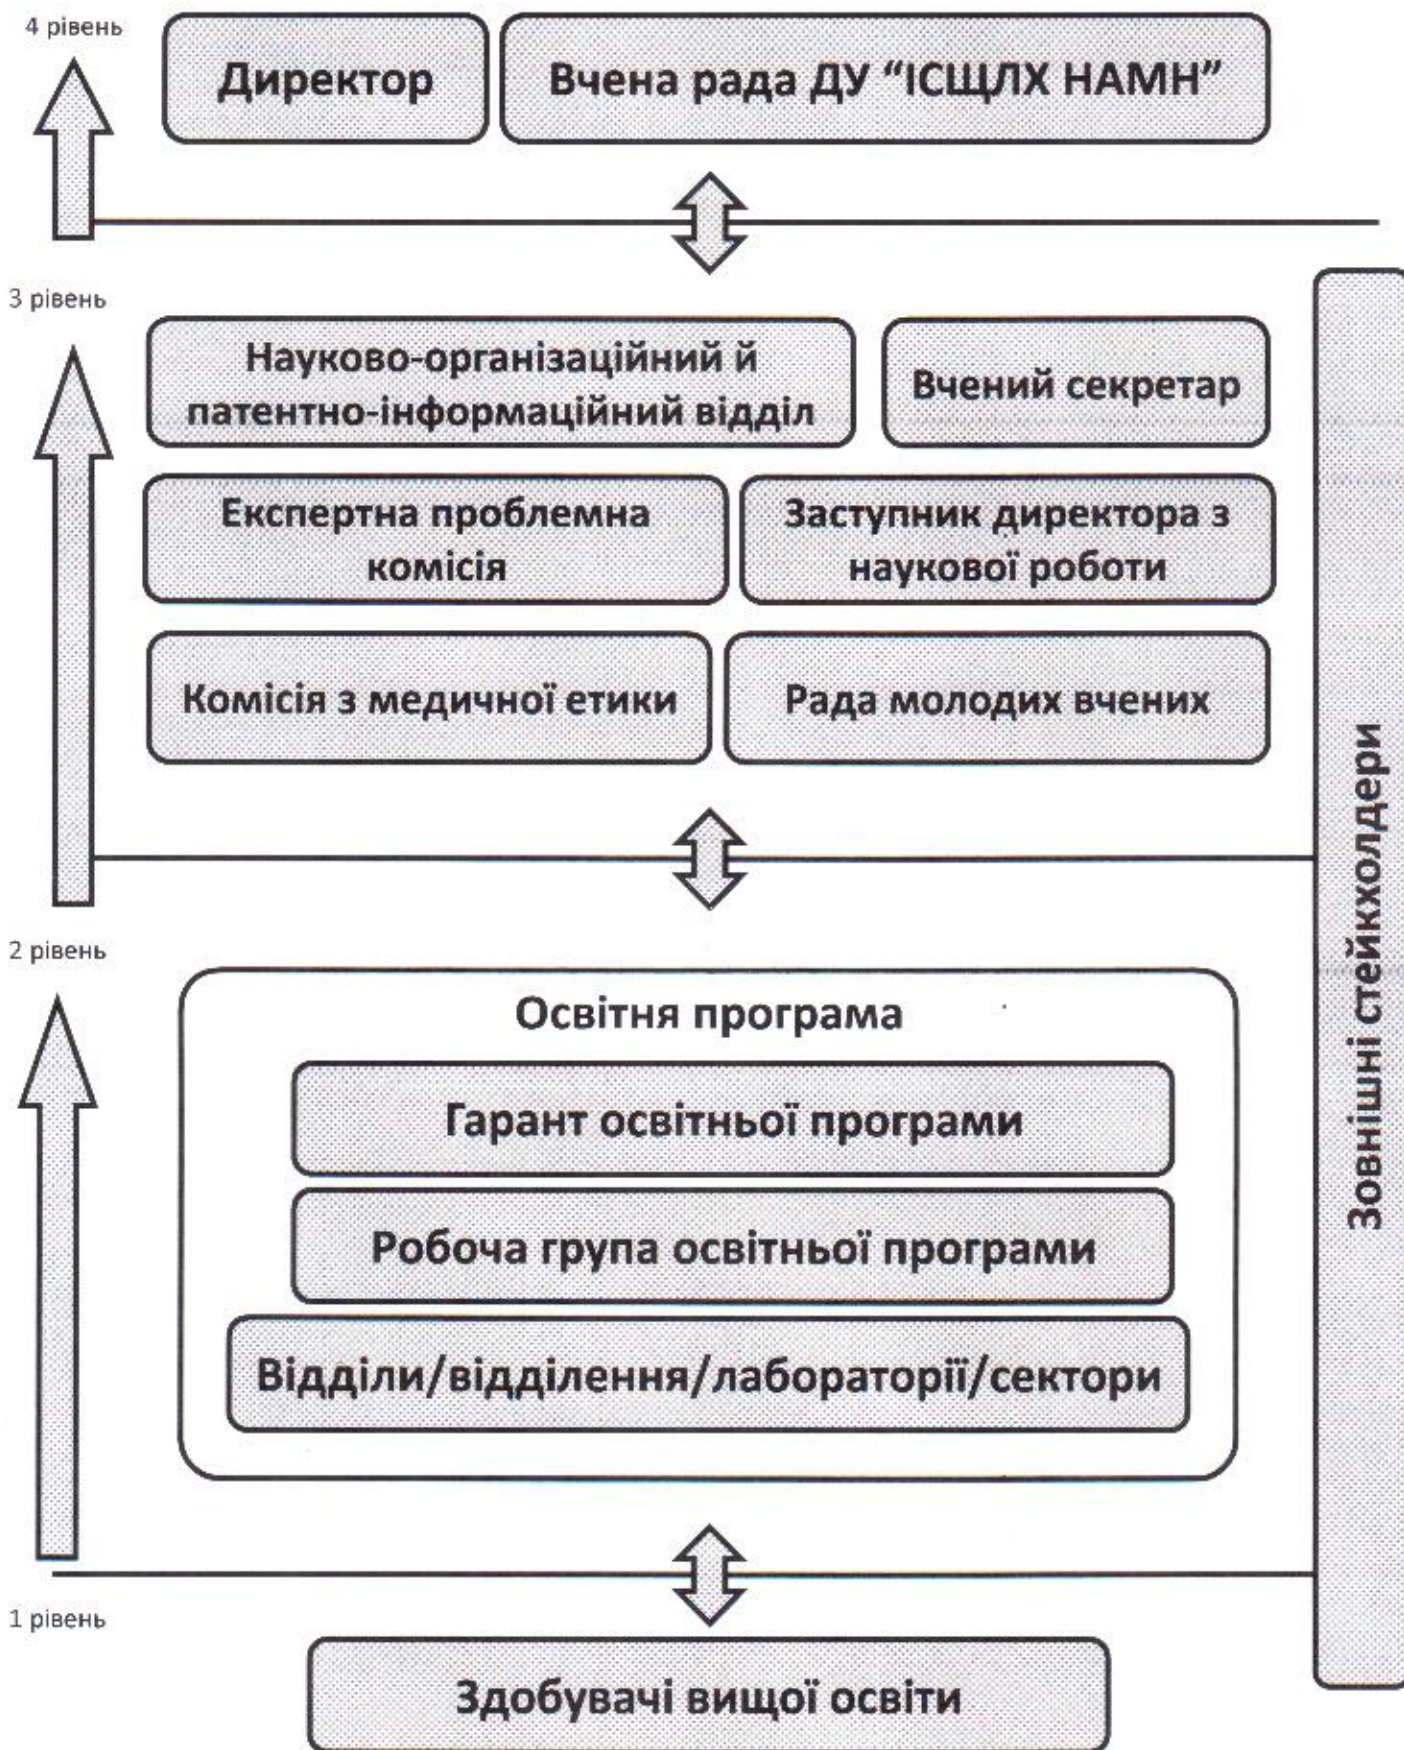 4 рівень
Директор
Вчена рада ДУ “ІСЩЛХ НАМН”
3 рівень
Науково-організаційний й
патентно-інформаційний відділ
Вчений секретар
Експертна проблемна
комісія
Заступник директора з
наукової роботи
Комісія з медичної етики
Рада молодих вчених
Зовнішні стейкхолдери
2 рівень
Освітня програма
Гарант освітньої програми
Робоча група освітньої програми
Відділи/відділення/лабораторії/сектори
1 рівень
Здобувачі вищої освіти